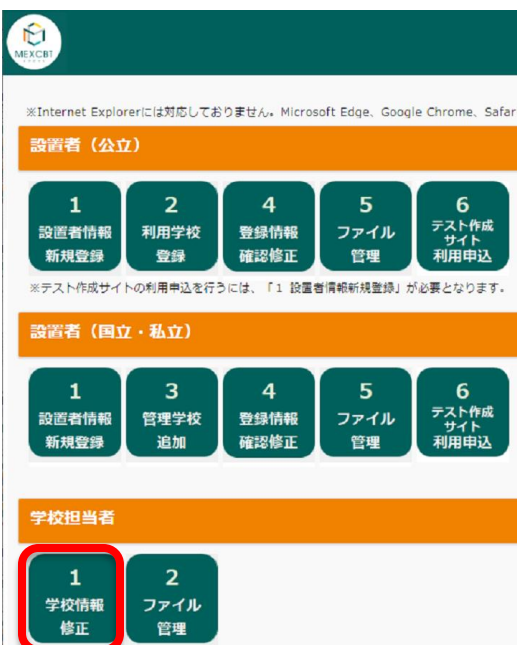 MEXCBT
※Internet Explorerには対応しておりません。Microsoft Edge、Google Chrome、Safar
設置者（公立）
1
設置者情報
新規登録
2
利用学校
登録
4
登録情報
確認修正
5
ファイル
管理
6
テスト作成
サイト
利用申込
※テスト作成サイトの利用申込を行うには、「1 設置者情報新規登録」が必要となります。
設置者（国立・私立）
1
設置者情報
新規登録
3
管理学校
追加
4
登録情報
確認修正
5
ファイル
管理
6
テスト作成
サイト
利用申込
学校担当者
1
学校情報
修正
2
ファイル
管理